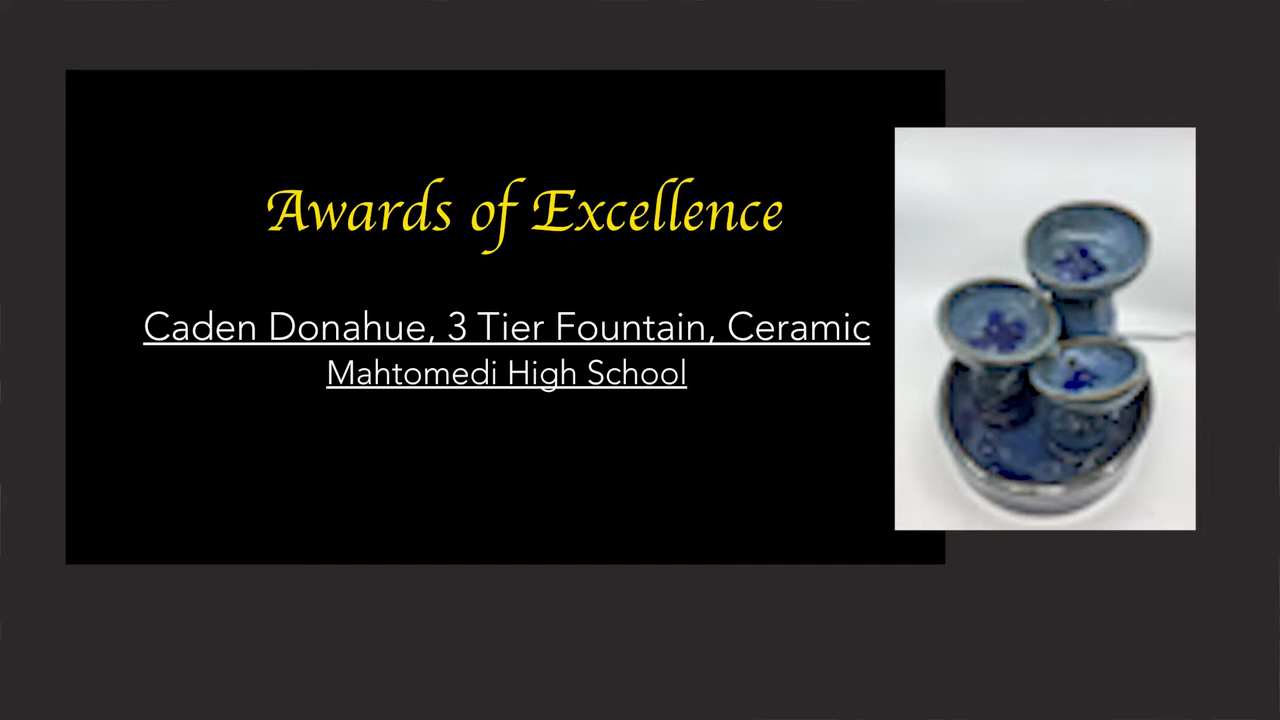 Awards of Excellence
Caden Donahue, 3 Tier Fountain, Ceramic
Mahtomedi High School